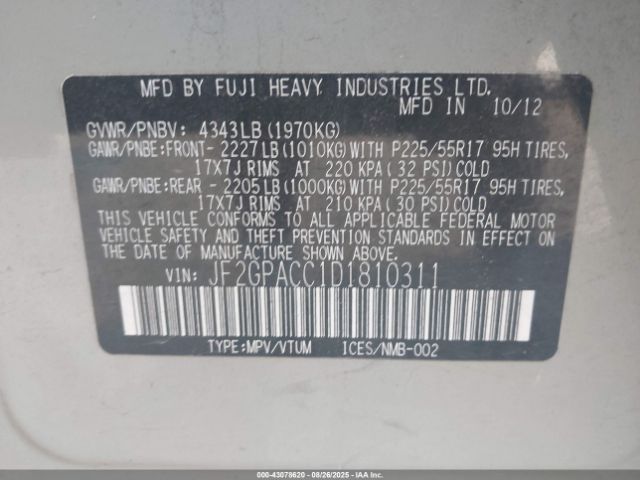 MFD BY FUJI HEAVY INDUSTRIES LTD.
MFD IN 10/12
GVWR/PNBV: 4343LB(1970KG)
GAWR/PNBE:FRONT- 2227LB(1010KG)WITH P225/55R17 95H TIRES,
17X7J RIMS AT 220 KPA(32 PSI)COLD
GAWR/PNBE:REAR - 2205LB(1000KG)WITH P225/55R17 95H TIRES,
17X7J RIMS AT 210 KPA(30 PSI)COLD
THIS VEHICLE CONFORMS TO ALL APPLICABLE FEDERAL MOTOR
VEHICLE SAFETY AND THEFT PREVENTION STANDARDS IN EFFECT ON
THE DATE OF MANUFACTURE SHOWN ABOVE.
VIN: JF2GPACC1D1810311
TYPE:MPV/VTUM ICES/NMB-002
000-43078620 - 08/26/2025 - IAAI.COM